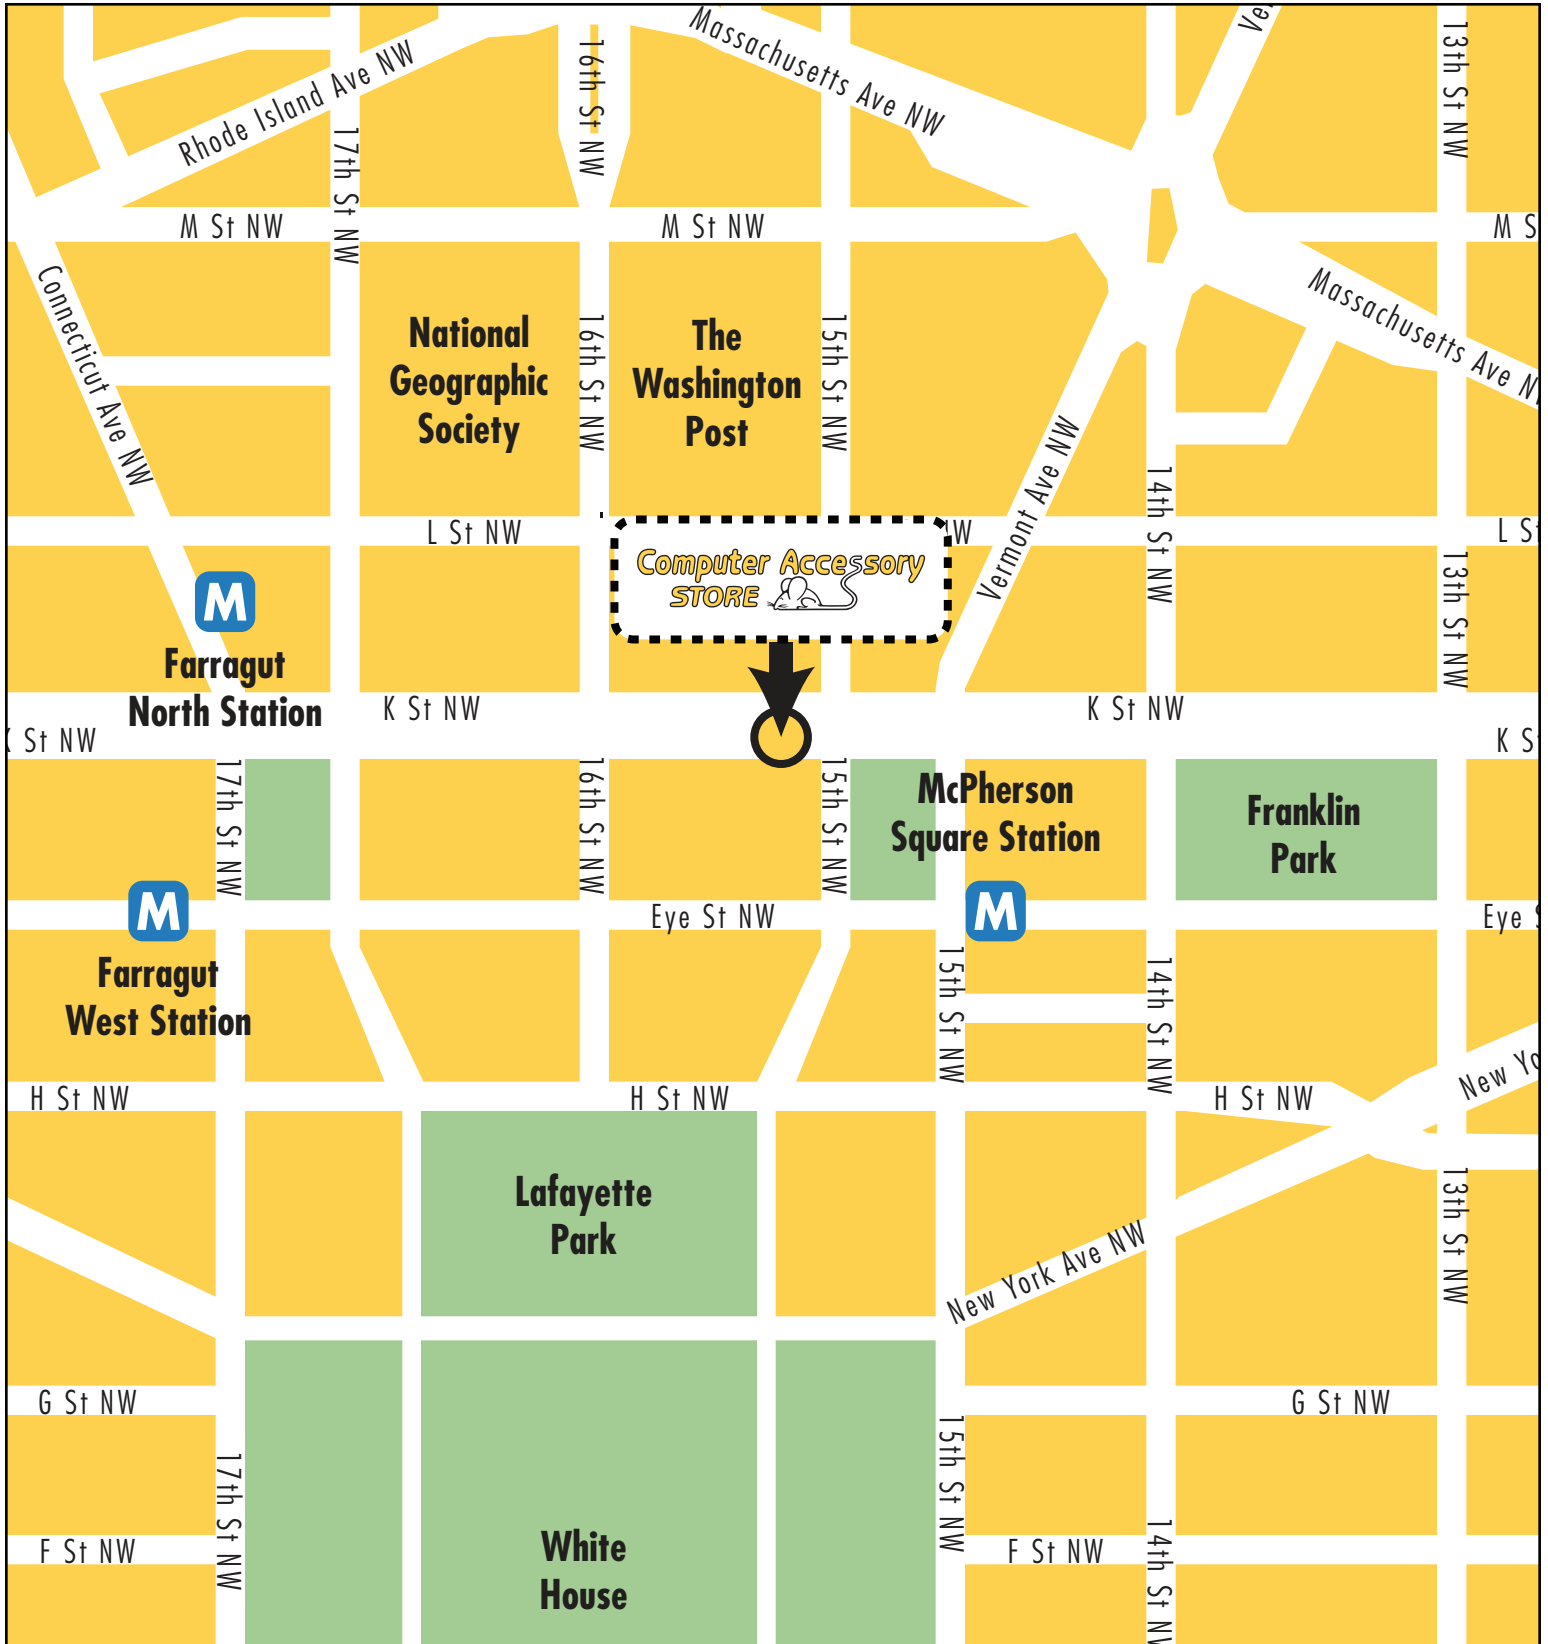 Massachusetts Ave NW
Ve
13th St NW
16th St NW
Rhode Island Ave NW
17th St NW
M St NW
M St NW
M S
Connecticut Ave NW
Massachusetts Ave N
National
Geographic
Society
16th St NW
The
Washington
Post
15th St NW
Vermont Ave NW
14th St NW
L St NW
W
L St
Computer Accessory
STORE
13th St NW
M
Farragut
North Station
K St NW
K St NW
K St NW
K St
17th St NW
16th St NW
15th St NW
McPherson
Square Station
Franklin
Park
M
M
Eye St NW
Eye S
Farragut
West Station
15th St NW
14th St NW
New Yo
H St NW
H St NW
H St NW
Lafayette
Park
13th St NW
New York Ave NW
G St NW
G St NW
17th St NW
15th St NW
White
House
F St NW
F St NW
14th St NW